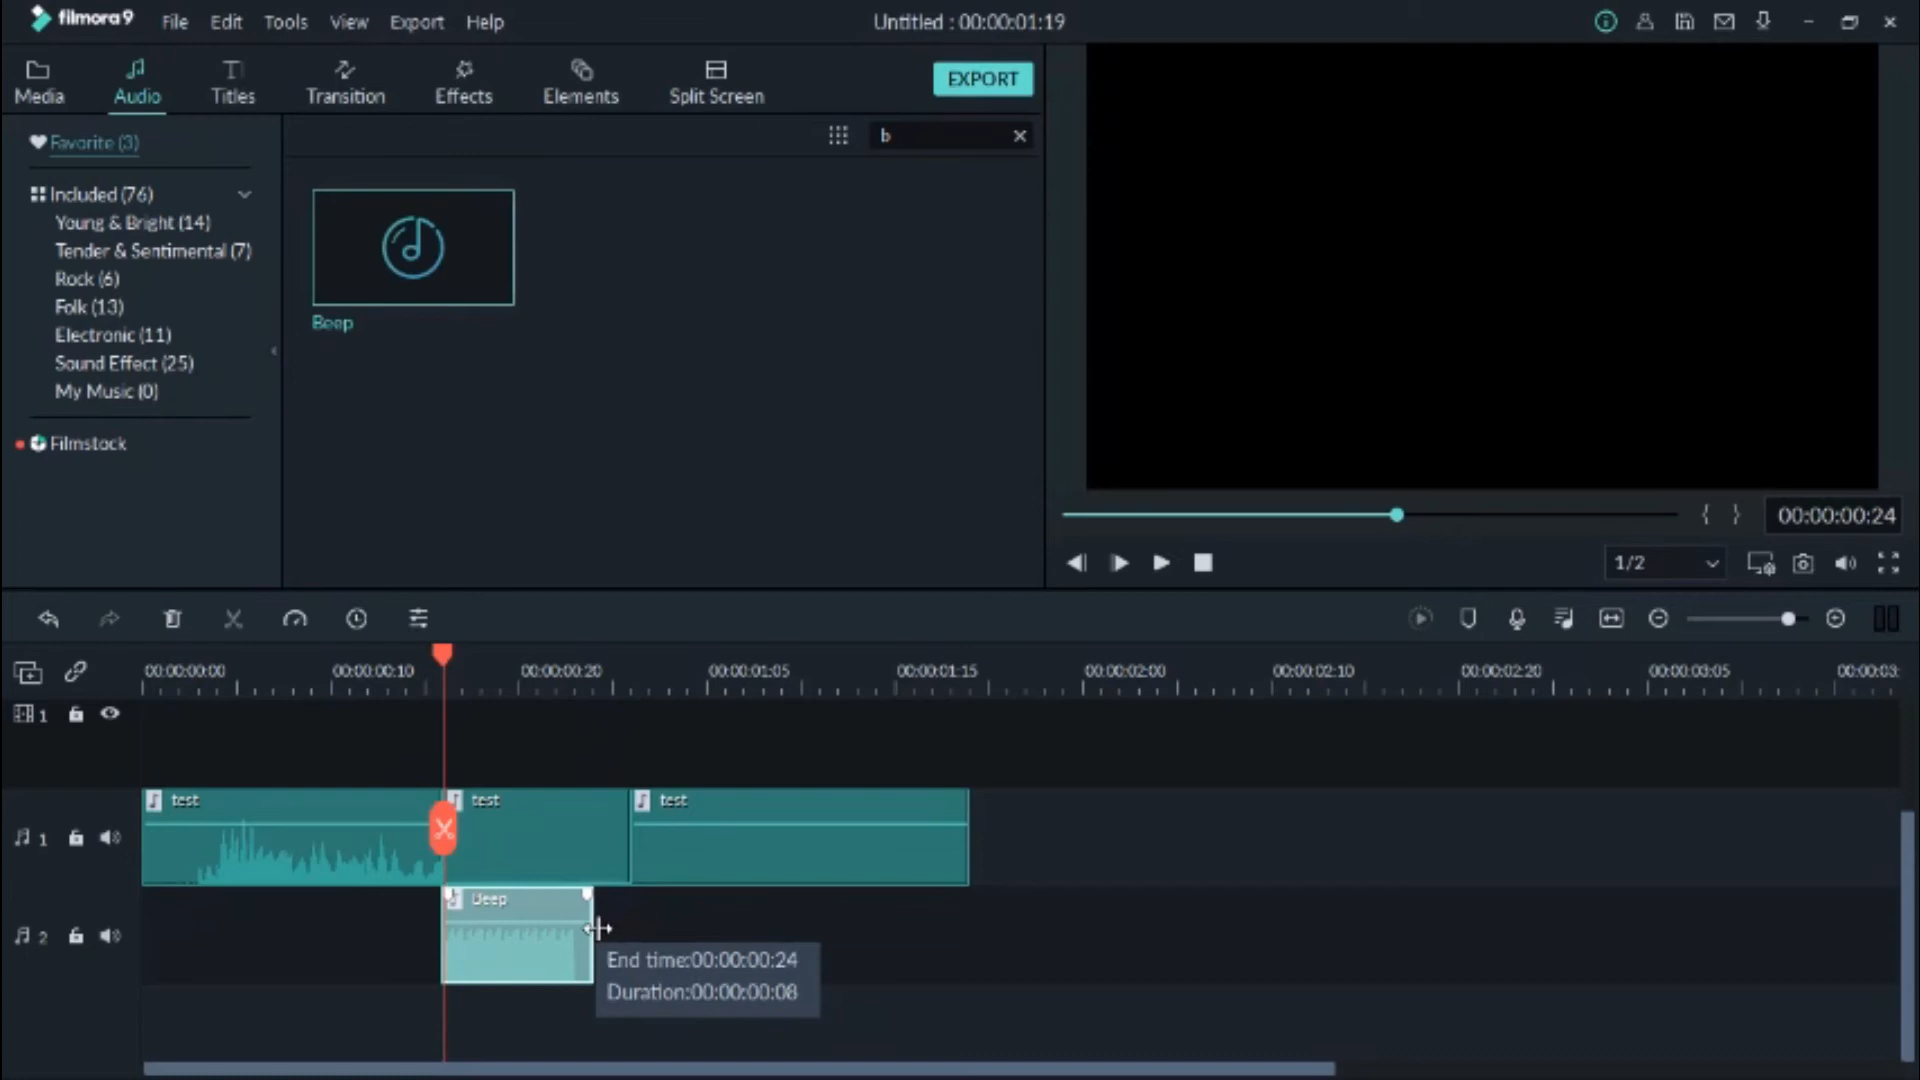 filmora9 File Edit Tools View Export Help Untitled : 00:00:01:19
Media Audio Titles Transition Effects Elements Split Screen EXPORT
Favorite (3)
b
Included (76)
Young & Bright (14)
Tender & Sentimental (7)
Rock (6)
Folk (13)
Electronic (11)
Sound Effect (25)
My Music (0)
Filmstock
Beep
00:00:00:24
1/2
00:00:00:00 00:00:00:10 00:00:00:20 00:00:01:05 00:00:01:15 00:00:02:00 00:00:02:10 00:00:02:20 00:00:03:05 00:00:03:
1
test test test
1
Beep
2
End time:00:00:00:24
Duration:00:00:00:08